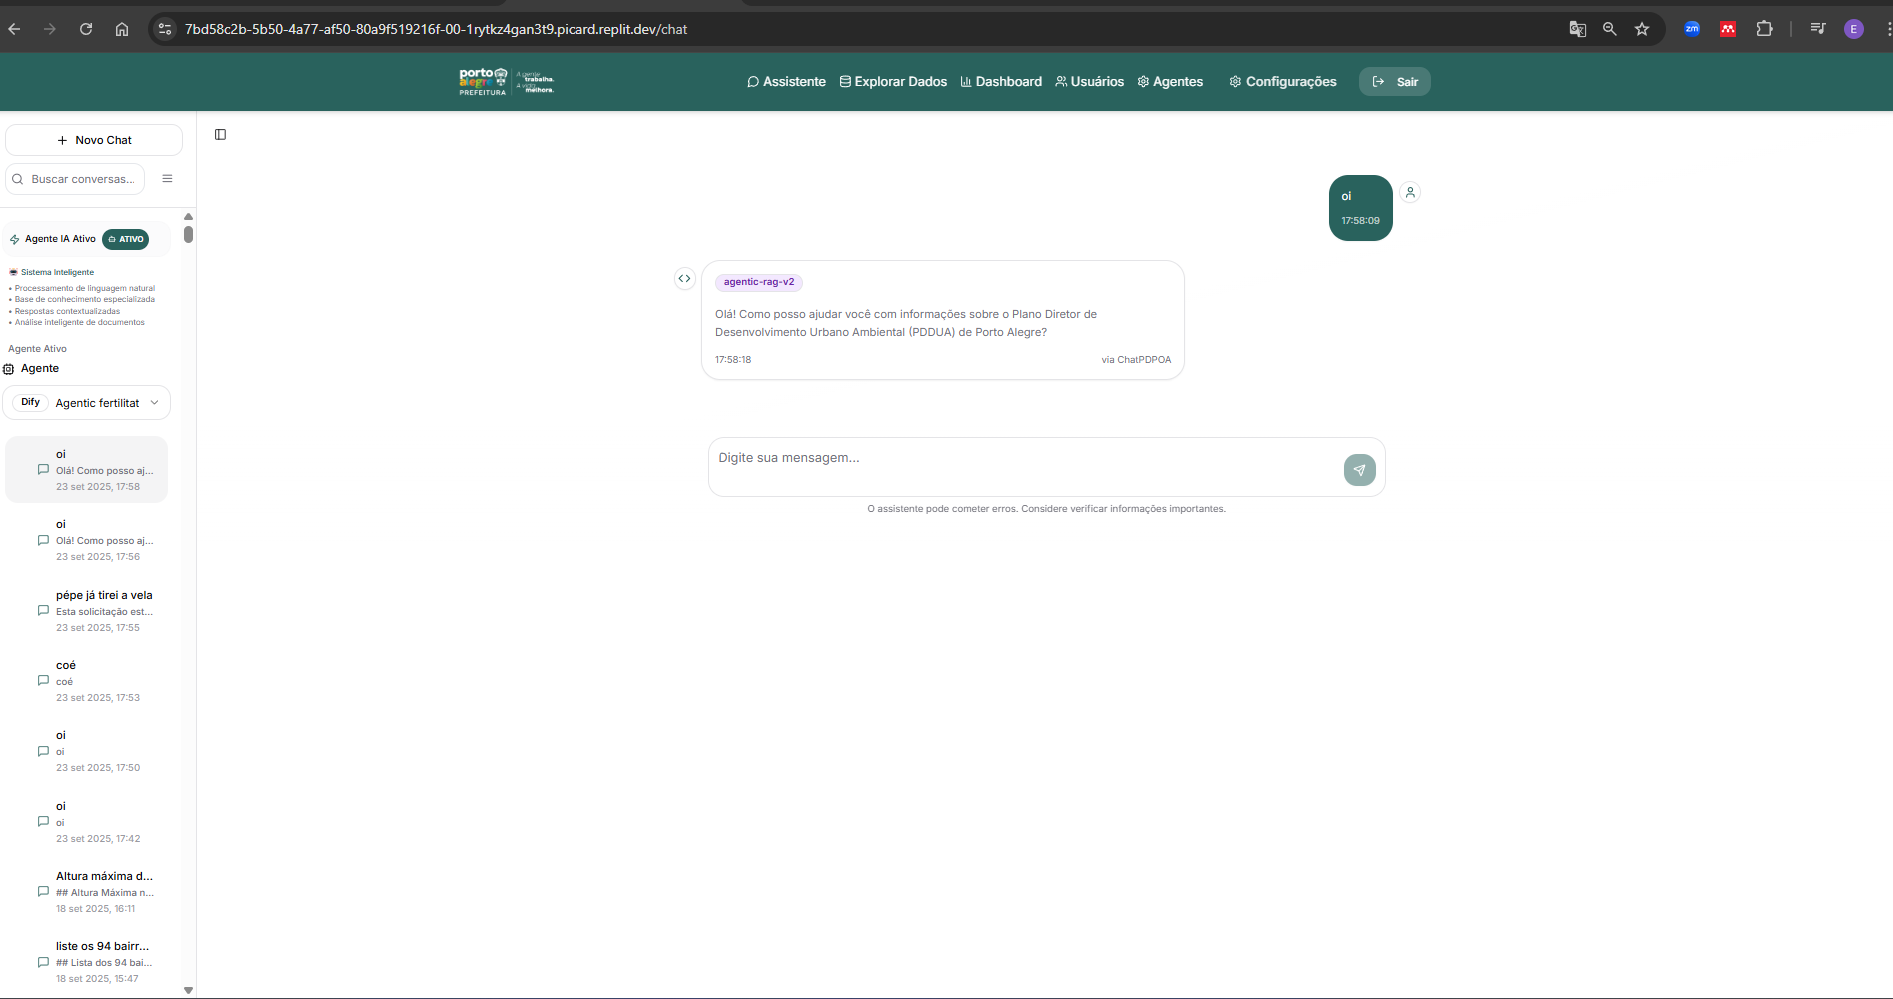 7bd58c2b-5b50-4a77-af50-80a9f519216f-00-1rytkz4gan3t9.picard.replit.dev/chat
zm
E
porto
alegre
PREFEITURA
A gente
trabalha.
A vida
melhora.
Assistente
Explorar Dados
Dashboard
Usuários
Agentes
Configurações
Sair
+ Novo Chat
Buscar conversas...
Agente IA Ativo
ATIVO
Sistema Inteligente
• Processamento de linguagem natural
• Base de conhecimento especializada
• Respostas contextualizadas
• Análise inteligente de documentos
Agente Ativo
Agente
Dify
Agentic fertilitat
oi
Olá! Como posso aj...
23 set 2025, 17:58
oi
Olá! Como posso aj...
23 set 2025, 17:56
pépe já tirei a vela
Esta solicitação est...
23 set 2025, 17:55
coé
coé
23 set 2025, 17:53
oi
oi
23 set 2025, 17:50
oi
oi
23 set 2025, 17:42
Altura máxima d...
## Altura Máxima n...
18 set 2025, 16:11
liste os 94 bairr...
## Lista dos 94 bai...
18 set 2025, 15:47
oi
17:58:09
agentic-rag-v2
Olá! Como posso ajudar você com informações sobre o Plano Diretor de
Desenvolvimento Urbano Ambiental (PDDUA) de Porto Alegre?
17:58:18
via ChatPDPOA
Digite sua mensagem...
O assistente pode cometer erros. Considere verificar informações importantes.